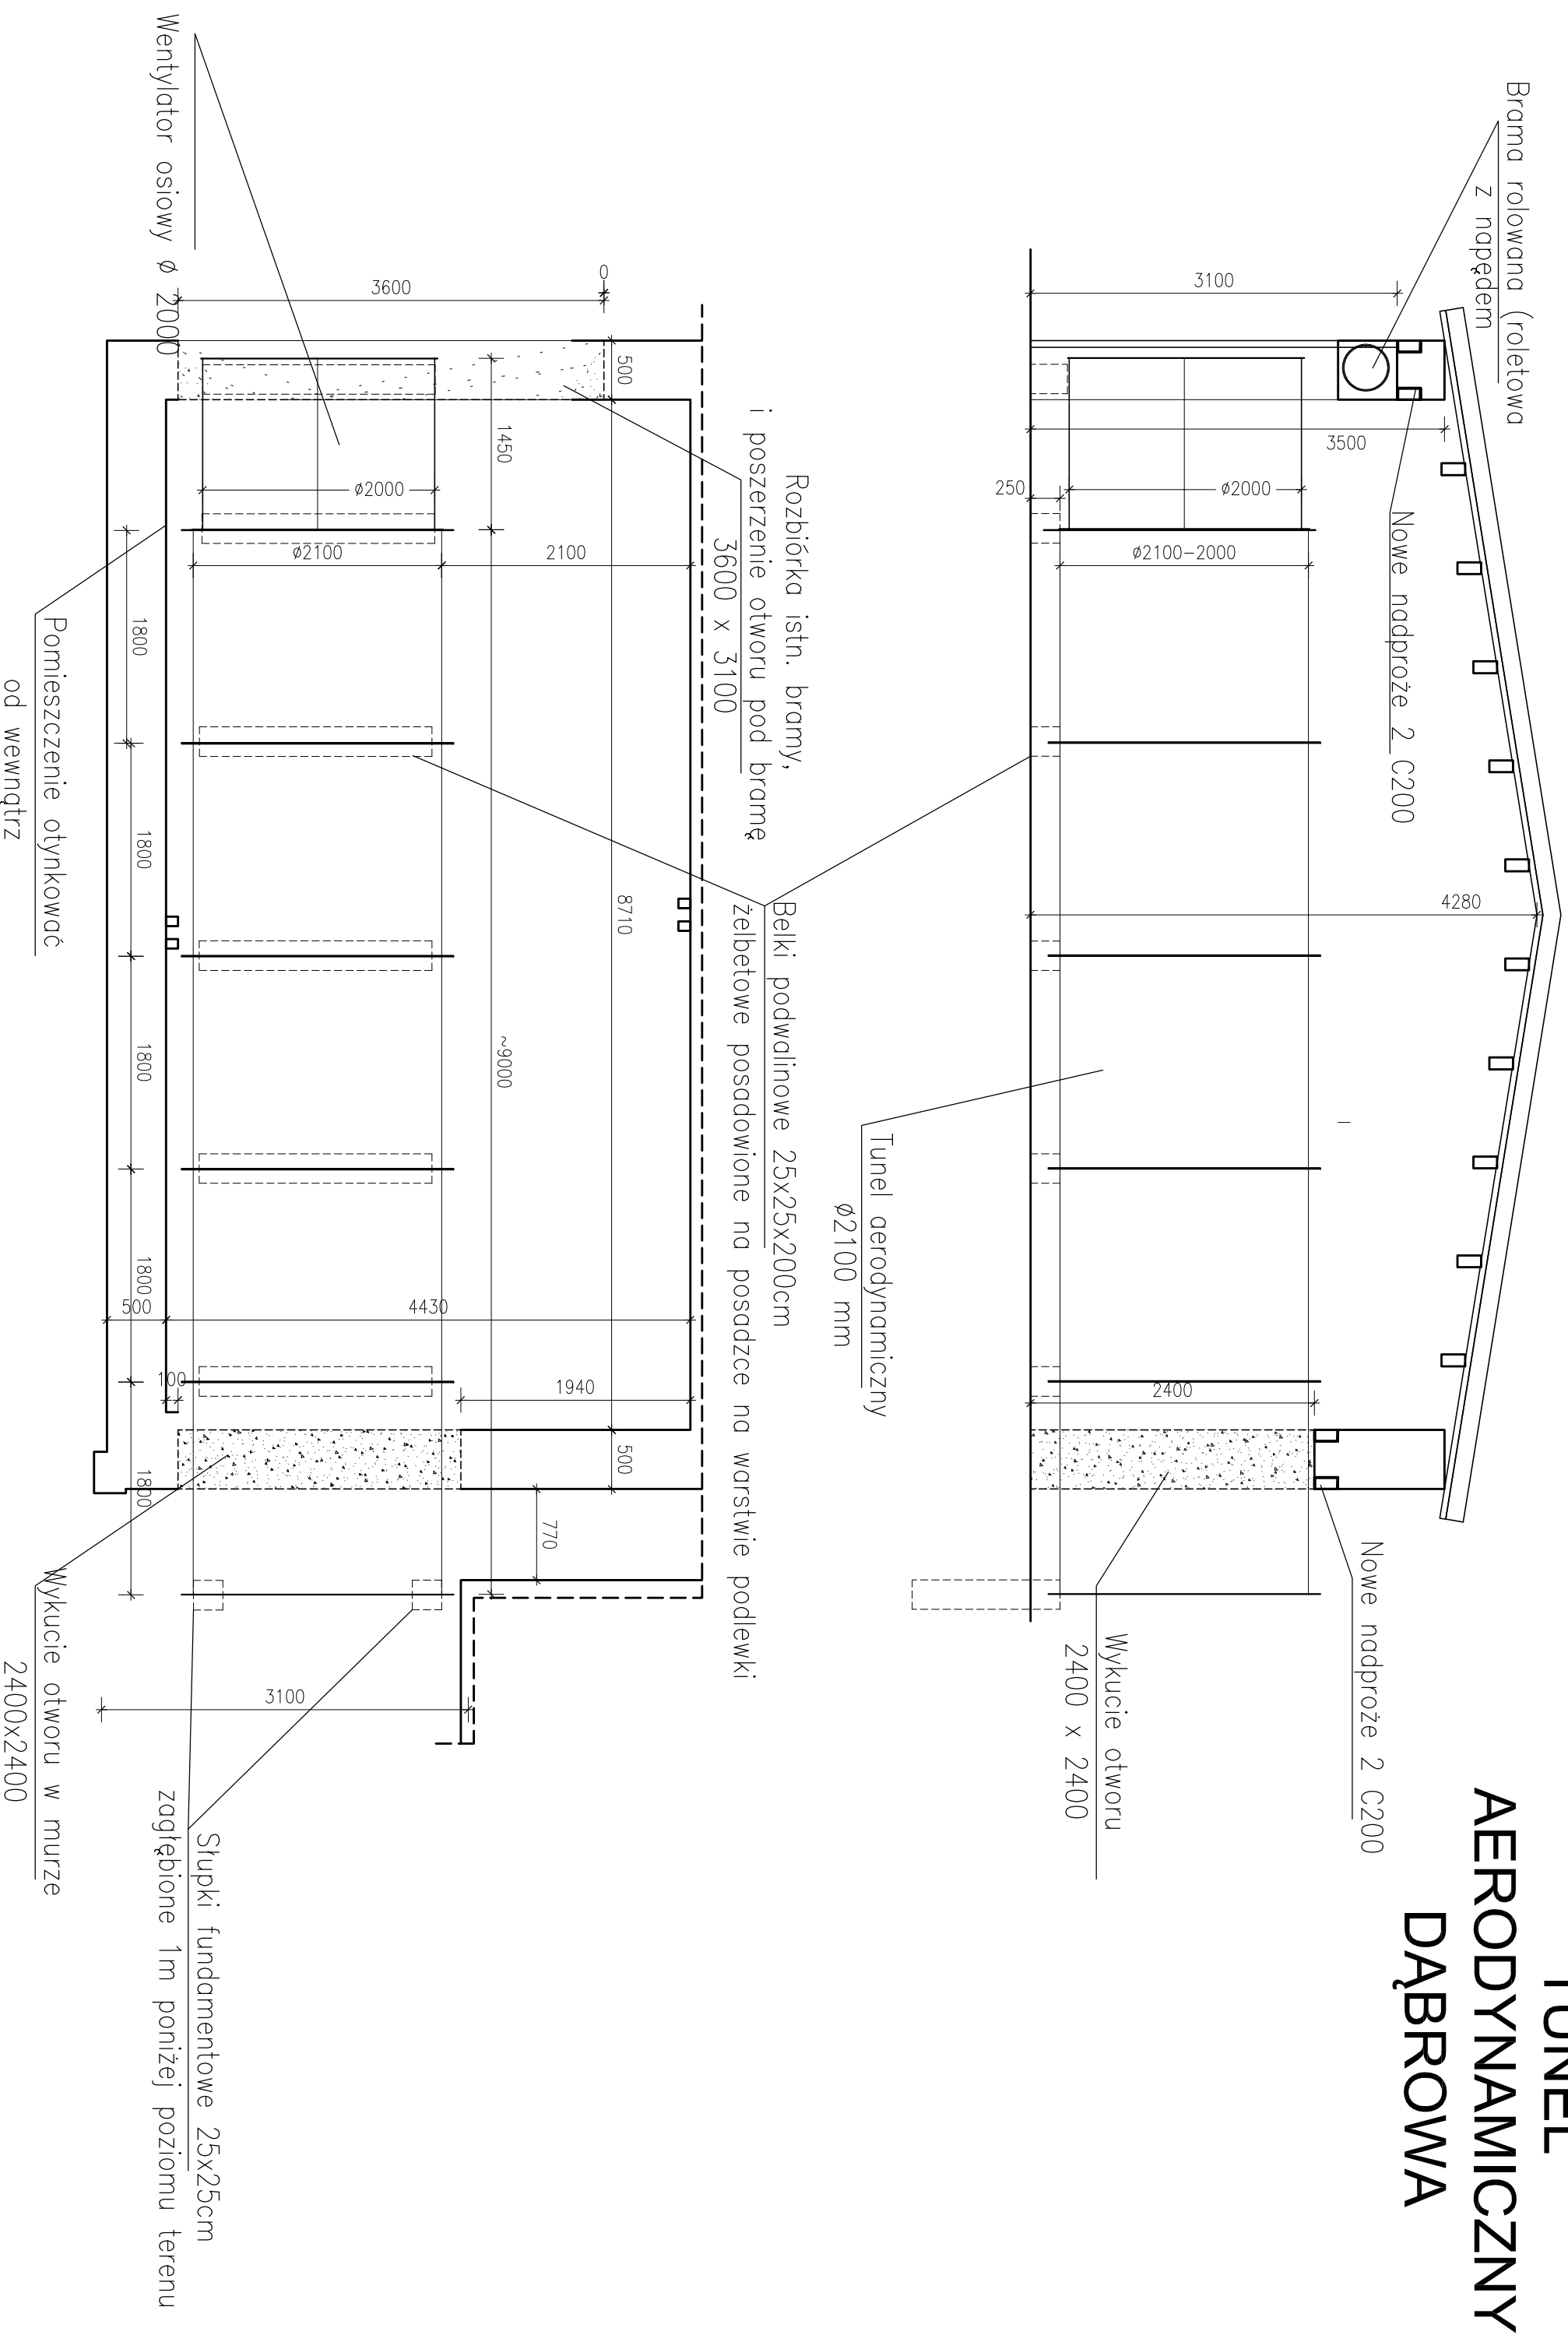 TUNEL
AERODYNAMICZNY
DĄBROWA
Brama rolowana (roletowa
z napędem
Nowe nadproże 2 C200
Nowe nadproże 2 C200
3100
3500
250
ø2000
ø2100-2000
4280
2400
Wykucie otworu
2400 x 2400
Tunel aerodynamiczny
ø2100 mm
Rozbiórka istn. bramy,
i poszerzenie otworu pod bramę
3600 x 3100
Belki podwalinowe 25x25x200cm
żelbetowe posadowione na posadzce na warstwie podlewki
Wentylator osiowy ø 2000
3600
0
500
1450
ø2000
ø2100
2100
8710
~9000
1800
1800
1800
1800
1800
500
4430
100
1940
500
770
3100
Pomieszczenie otynkować
od wewnątrz
Wykucie otworu w murze
2400x2400
Słupki fundamentowe 25x25cm
zagłębione 1m poniżej poziomu terenu